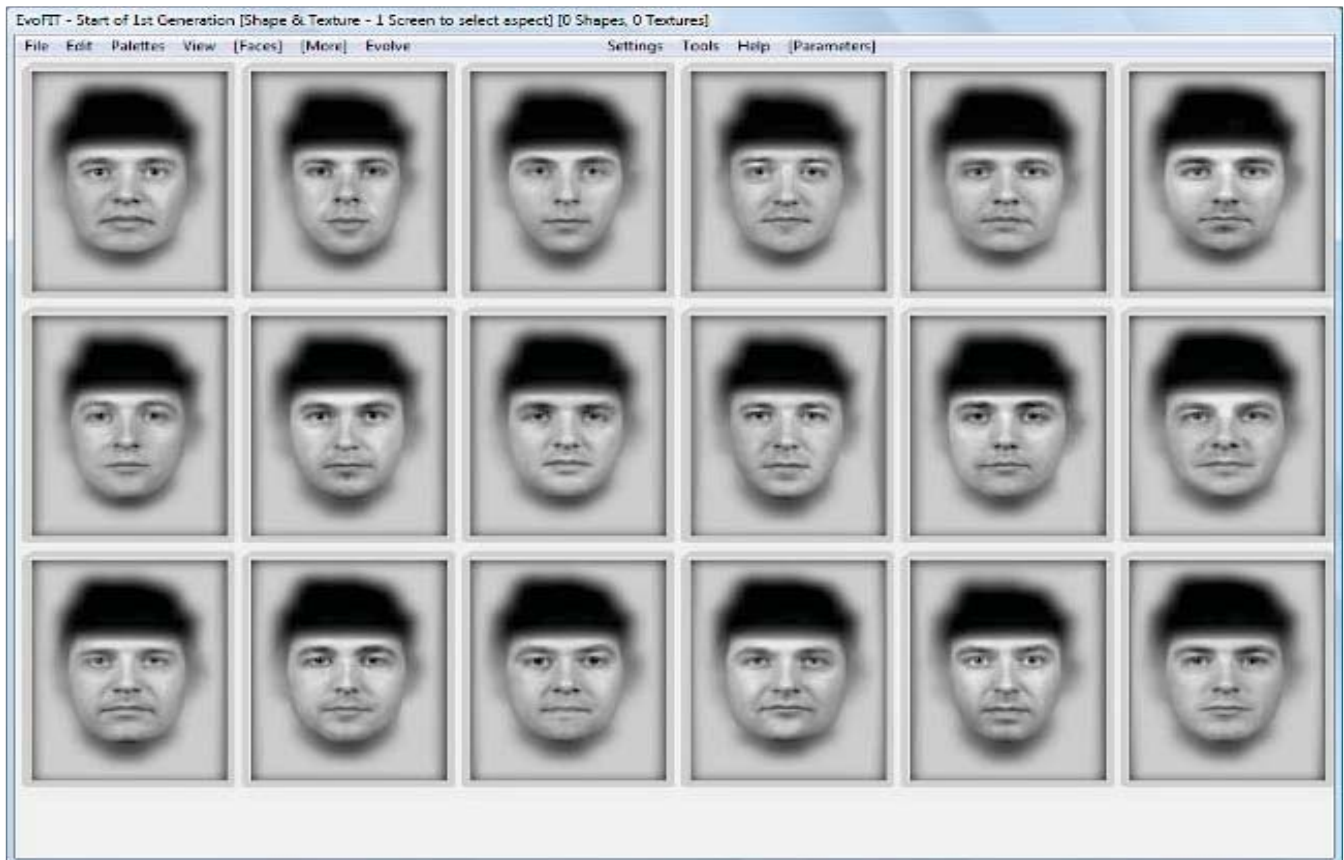 EvoFIT - Start of 1st Generation [Shape & Texture - 1 Screen to select aspect] [0 Shapes, 0 Textures]
File Edit Palettes View [Faces] [More] Evolve Settings Tools Help [Parameters]